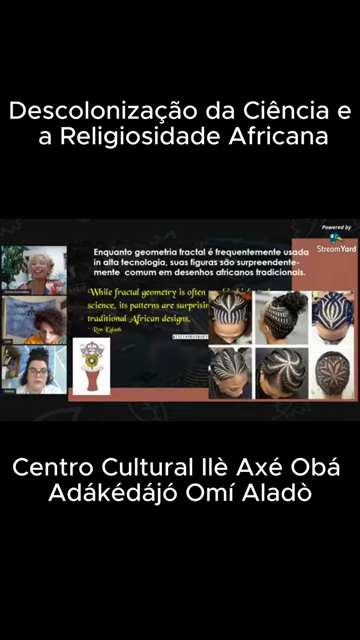 Descolonização da Ciência e
a Religiosidade Africana
Powered by
StreamYard
Enquanto geometria fractal é frequentemente usada
in alta tecnologia, suas figuras são surpreendente-
mente comum em desenhos africanos tradicionais.
While fractal geometry is often
science, its patterns are
traditional African designs.
Ron Eglash
Centro Cultural Ilè Axé Obá
Adákédájó Omí Aladò